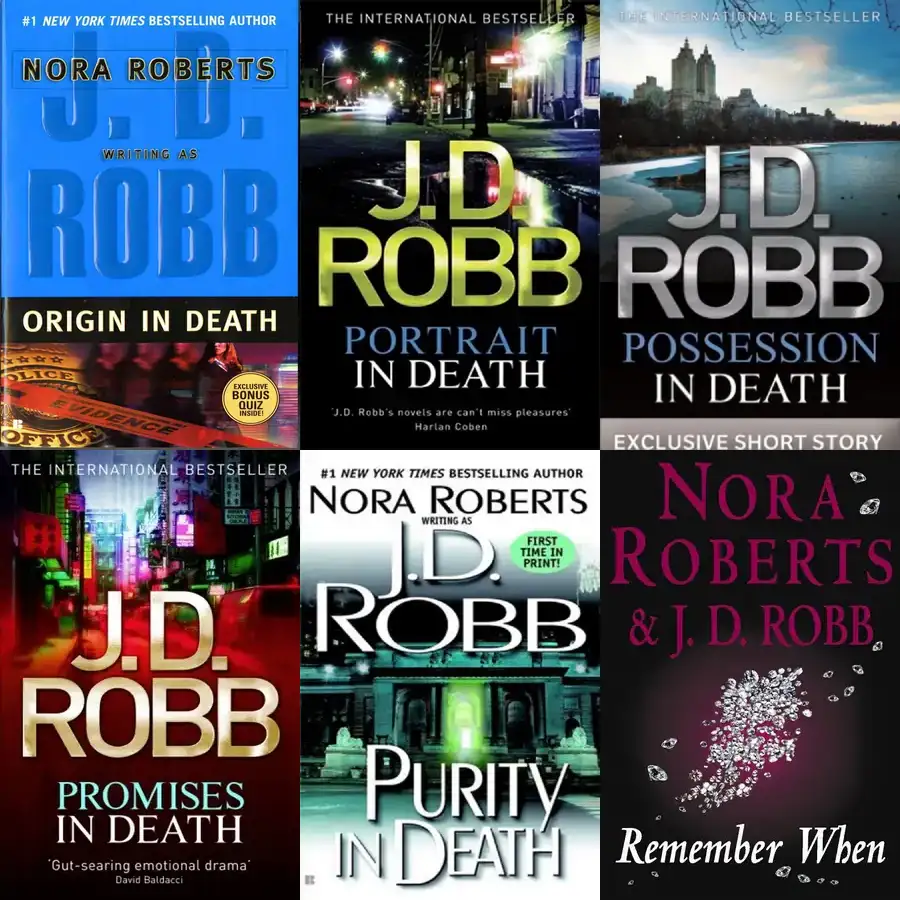 #1 NEW YORK TIMES BESTSELLING AUTHOR
NORA ROBERTS
J. D.
WRITING AS
ROBB
ORIGIN IN DEATH
POLICE
EVIDENCE
OFFICE
EXCLUSIVE
BONUS
QUIZ
INSIDE!
THE INTERNATIONAL BESTSELLER
J.D.
ROBB
PORTRAIT
IN DEATH
'J.D. Robb's novels are can't miss pleasures'
Harlan Coben
THE INTERNATIONAL BESTSELLER
J.D.
ROBB
POSSESSION
IN DEATH
EXCLUSIVE SHORT STORY
THE INTERNATIONAL BESTSELLER
J.D.
ROBB
PROMISES
IN DEATH
'Gut-searing emotional drama'
David Baldacci
#1 NEW YORK TIMES BESTSELLING AUTHOR
NORA ROBERTS
WRITING AS
J.D.
ROBB
FIRST
TIME IN
PRINT!
PURITY
IN DEATH
NORA
ROBERTS
& J. D. ROBB
Remember When